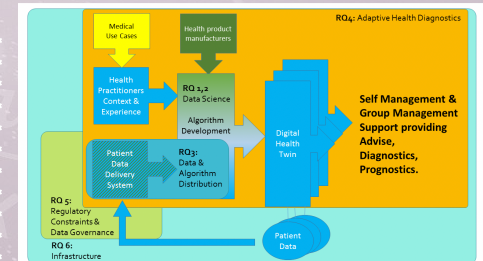 RQ4: Adaptive Health Diagnostics
Medical
Use Cases
Health product
manufacturers
Health
Practitioners
Context &
Experience
RQ 1,2
Data Science
Algorithm
Development
Digital
Health
Twin
Self Management &
Group Management
Support providing
Advise,
Diagnostics,
Prognostics.
Patient
Data
Delivery
System
RQ3:
Data &
Algorithm
Distribution
RQ 5:
Regulatory
Constraints &
Data Governance
RQ 6:
Infrastructure
Patient
Data